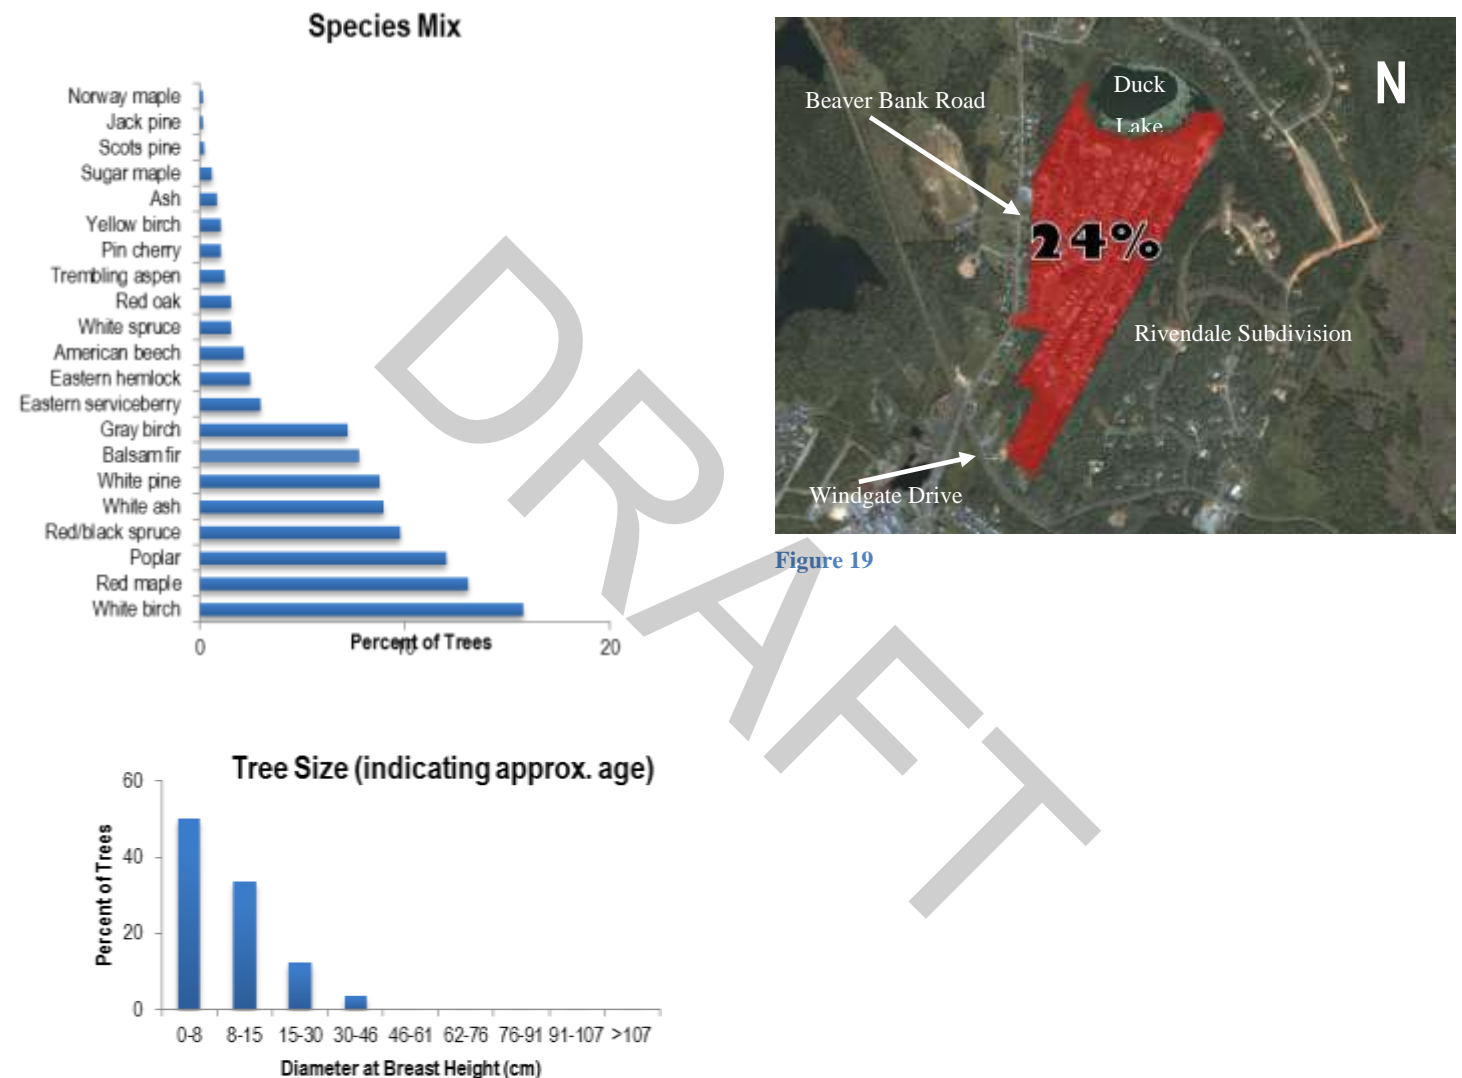 Species Mix
Norway maple
Jack pine
Scots pine
Sugar maple
Ash
Yellow birch
Pin cherry
Trembling aspen
Red oak
White spruce
American beech
Eastern hemlock
Eastern serviceberry
Gray birch
Balsam fir
White pine
White ash
Red/black spruce
Poplar
Red maple
White birch
0 10 20
Percent of Trees
Duck
Lake
N
Beaver Bank Road
24%
Rivendale Subdivision
Windgate Drive
Figure 19
DRAFT
Tree Size (indicating approx. age)
60
40
20
0
Percent of Trees
0-8 8-15 15-30 30-46 46-61 62-76 76-91 91-107 >107
Diameter at Breast Height (cm)